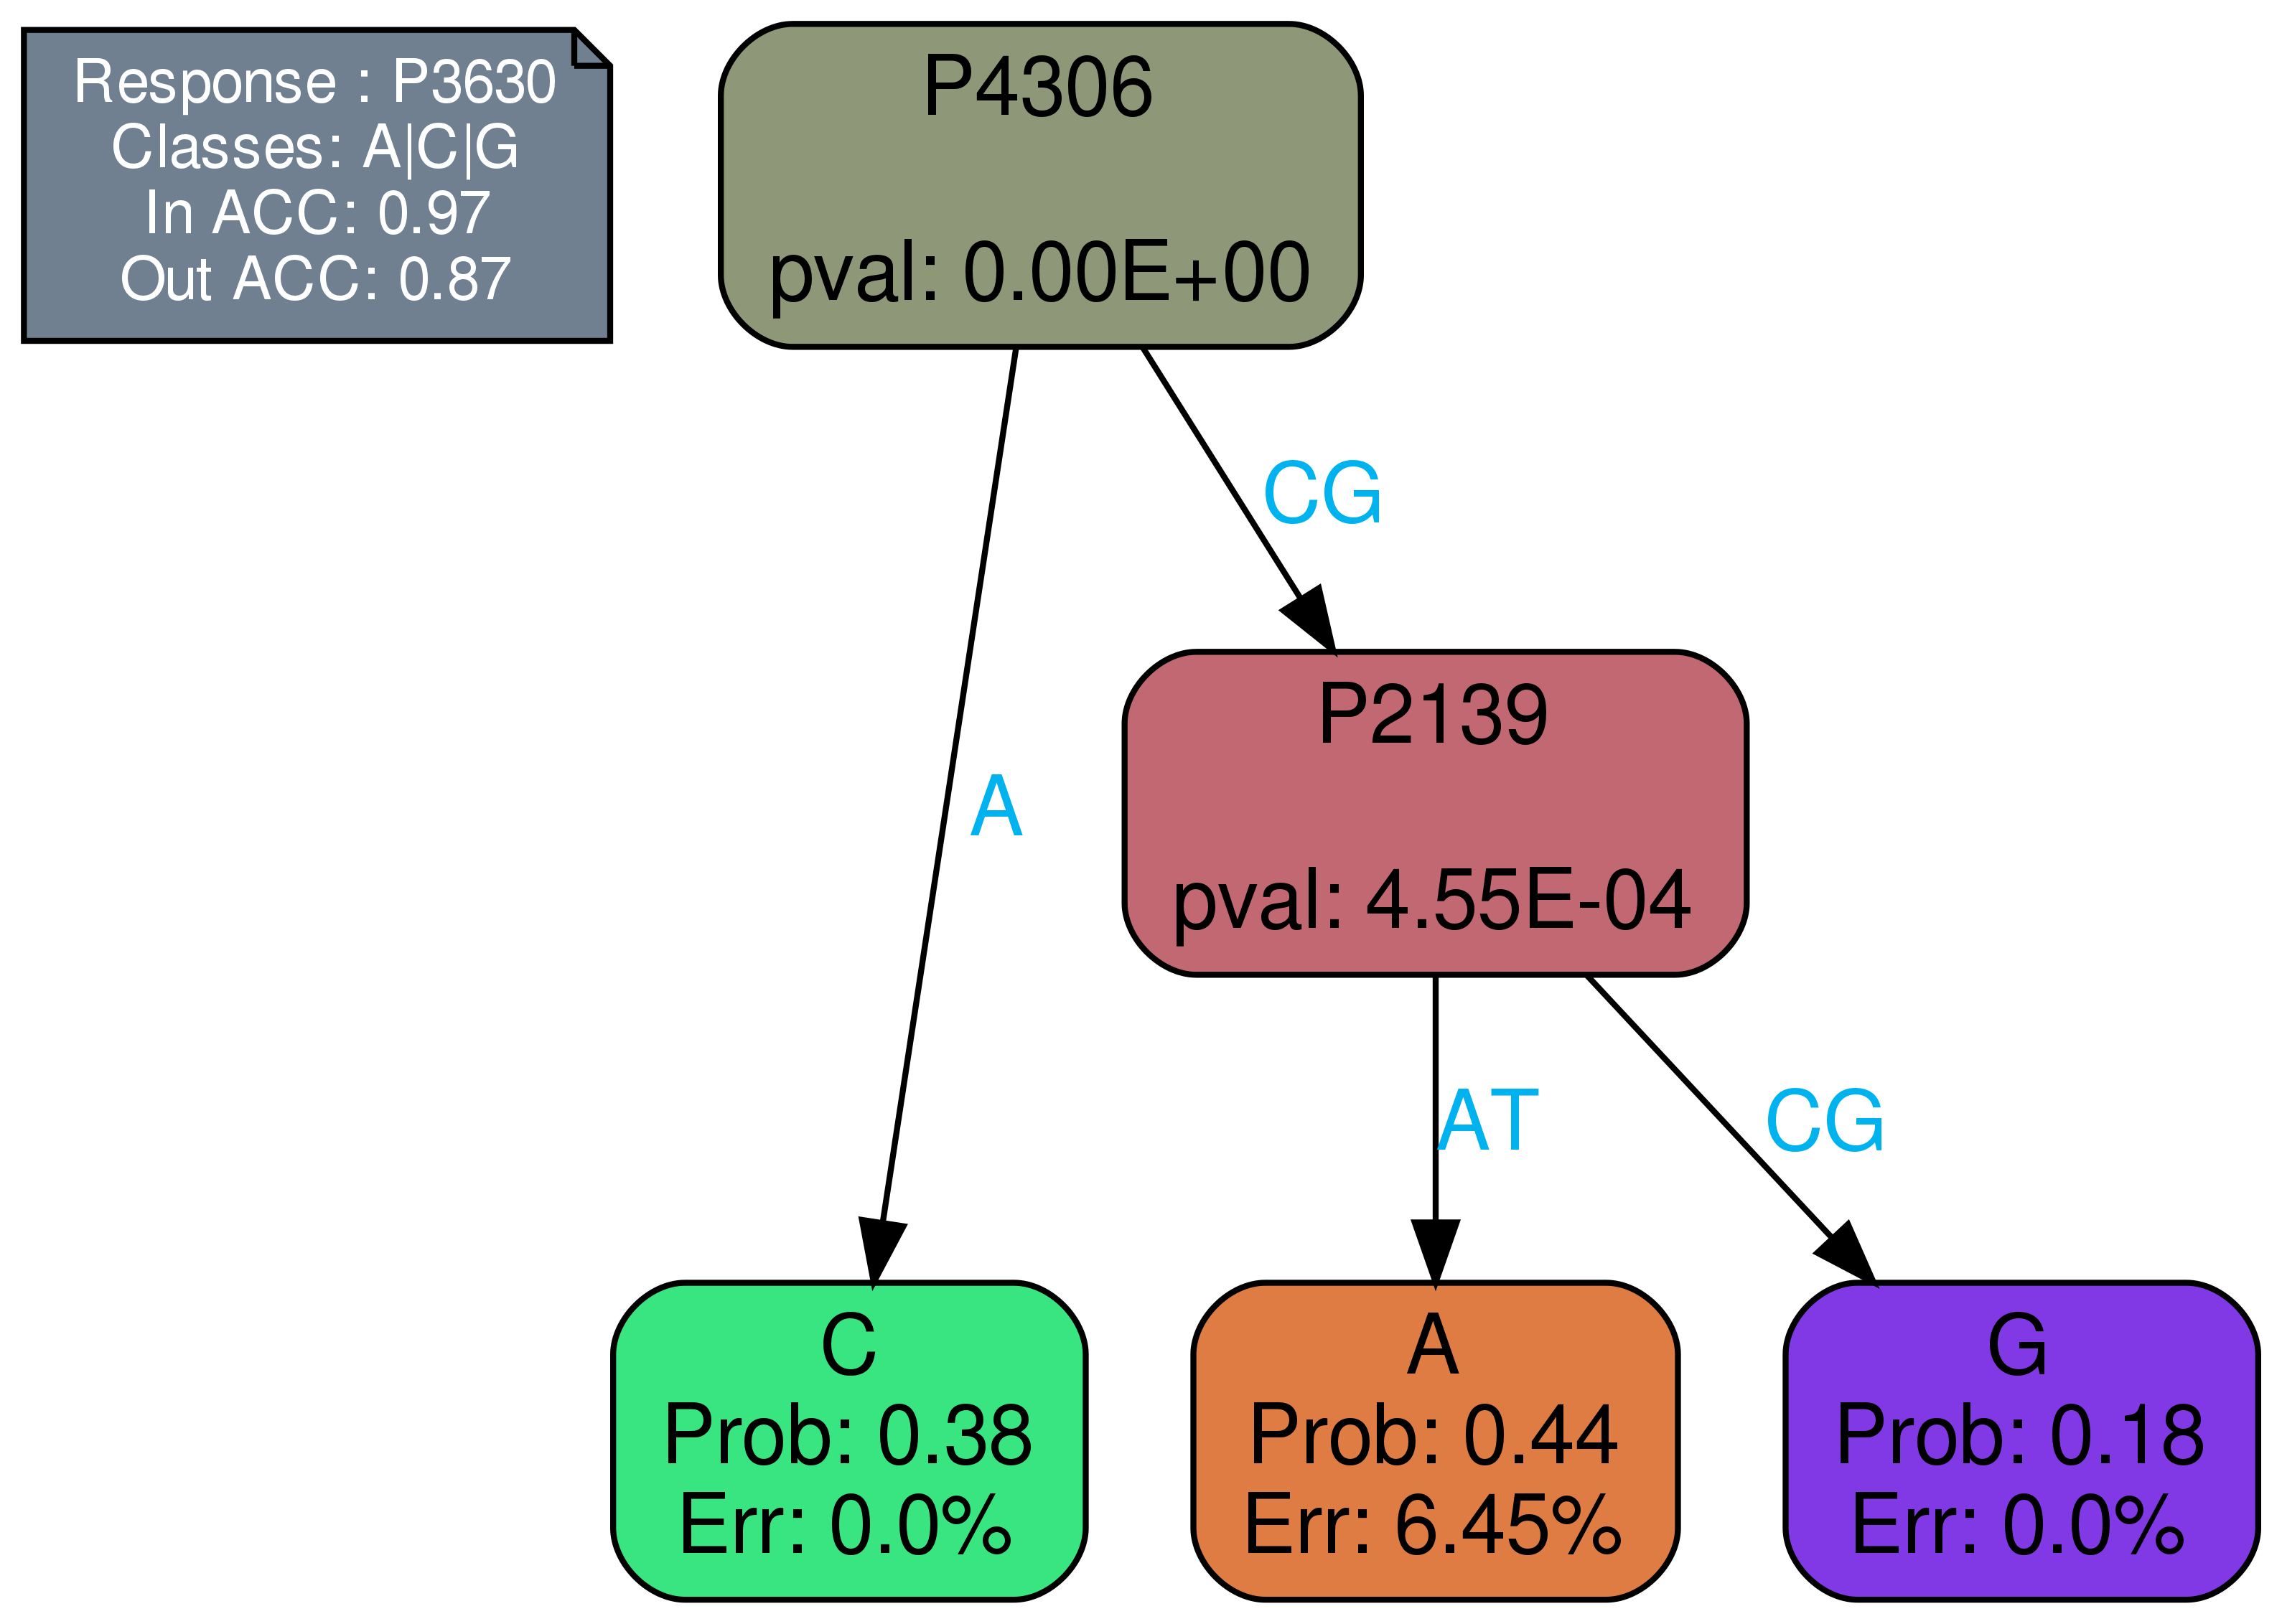 Response : P3630
Classes: A|C|G
In ACC: 0.97
Out ACC: 0.87
P4306
pval: 0.00E+00
CG
A
P2139
pval: 4.55E-04
AT
CG
C
Prob: 0.38
Err: 0.0%
A
Prob: 0.44
Err: 6.45%
G
Prob: 0.18
Err: 0.0%